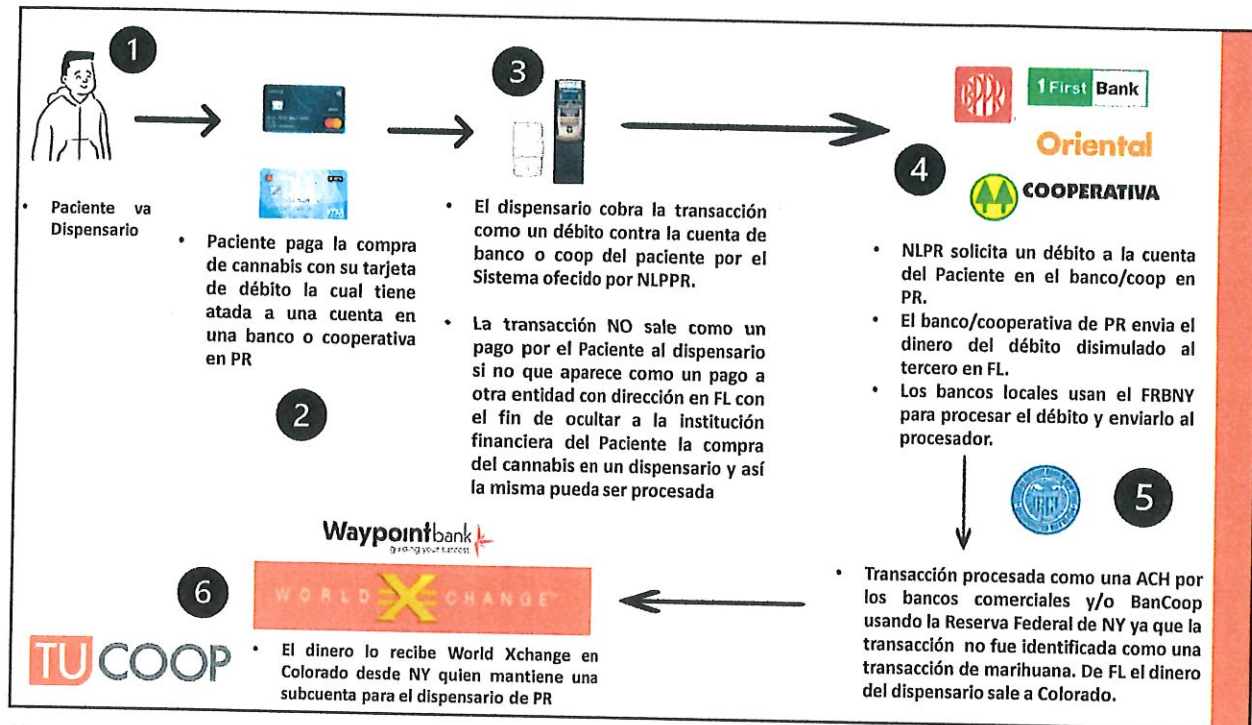 1
• Paciente va
Dispensario
• Paciente paga la compra
de cannabis con su tarjeta
de débito la cual tiene
atada a una cuenta en
una banco o cooperativa
en PR
2
3
• El dispensario cobra la transacción
como un débito contra la cuenta de
banco o coop del paciente por el
Sistema ofecido por NLPPR.
• La transacción NO sale como un
pago por el Paciente al dispensario
si no que aparece como un pago a
otra entidad con dirección en FL con
el fin de ocultar a la institución
financiera del Paciente la compra
del cannabis en un dispensario y así
la misma pueda ser procesada
BPPR
1 First Bank
Oriental
4
COOPERATIVA
• NLPR solicita un débito a la cuenta
del Paciente en el banco/coop en
PR.
• El banco/cooperativa de PR envia el
dinero del débito disimulado al
tercero en FL.
• Los bancos locales usan el FRBNY
para procesar el débito y enviarlo al
procesador.
5
• Transacción procesada como una ACH por
los bancos comerciales y/o BanCoop
usando la Reserva Federal de NY ya que la
transacción no fue identificada como una
transacción de marihuana. De FL el dinero
del dispensario sale a Colorado.
Waypointbank
guiding your success
6
WORLD XCHANGE
TUCOOP
• El dinero lo recibe World Xchange en
Colorado desde NY quien mantiene una
subcuenta para el dispensario de PR